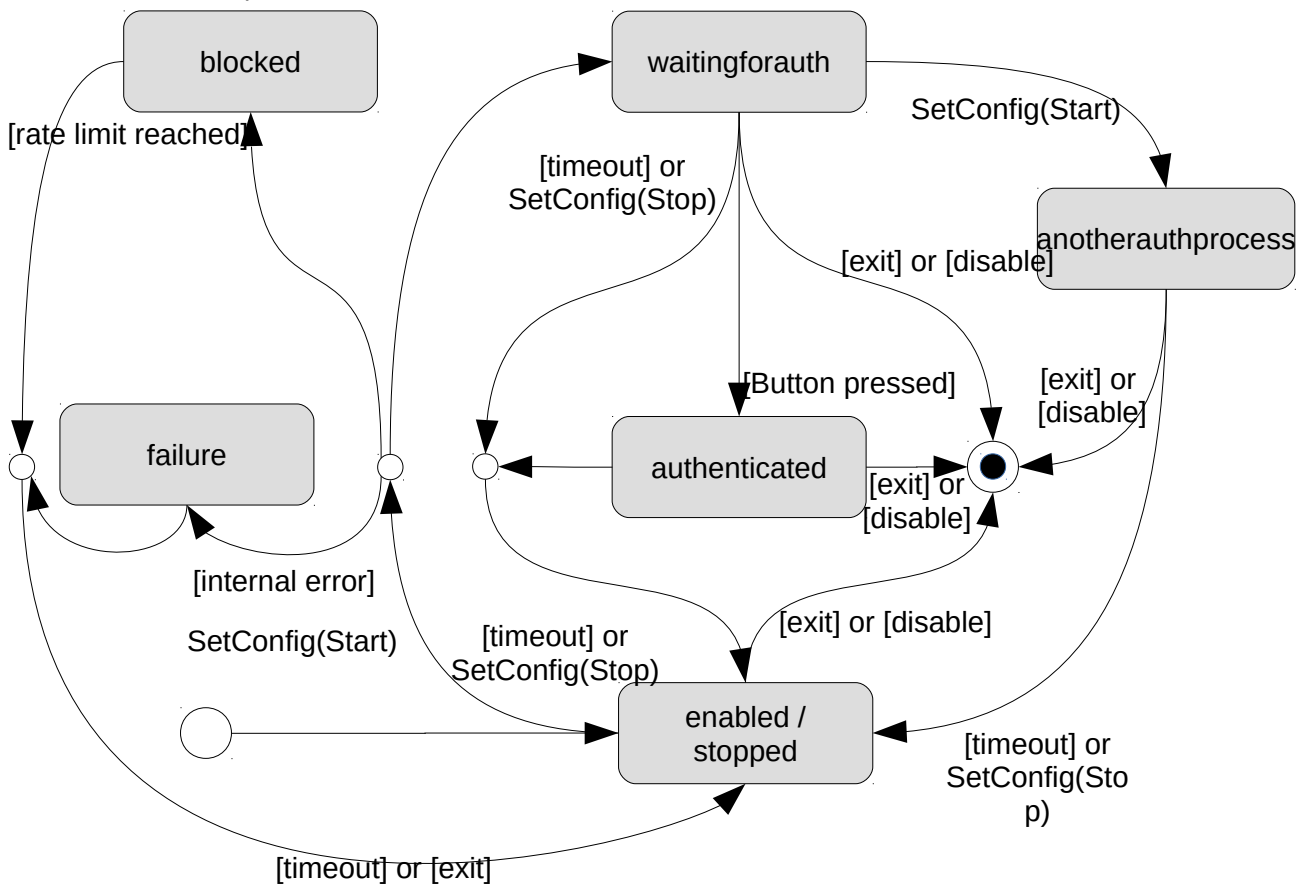 blocked
waitingforauth
SetConfig(Start)
[rate limit reached]
[timeout] or
SetConfig(Stop)
anotherauthprocess
[exit] or [disable]
[Button pressed]
[exit] or
[disable]
failure
authenticated
[exit] or
[disable]
[internal error]
SetConfig(Start)
[timeout] or
SetConfig(Stop)
[exit] or [disable]
enabled /
stopped
[timeout] or
SetConfig(Sto
p)
[timeout] or [exit]